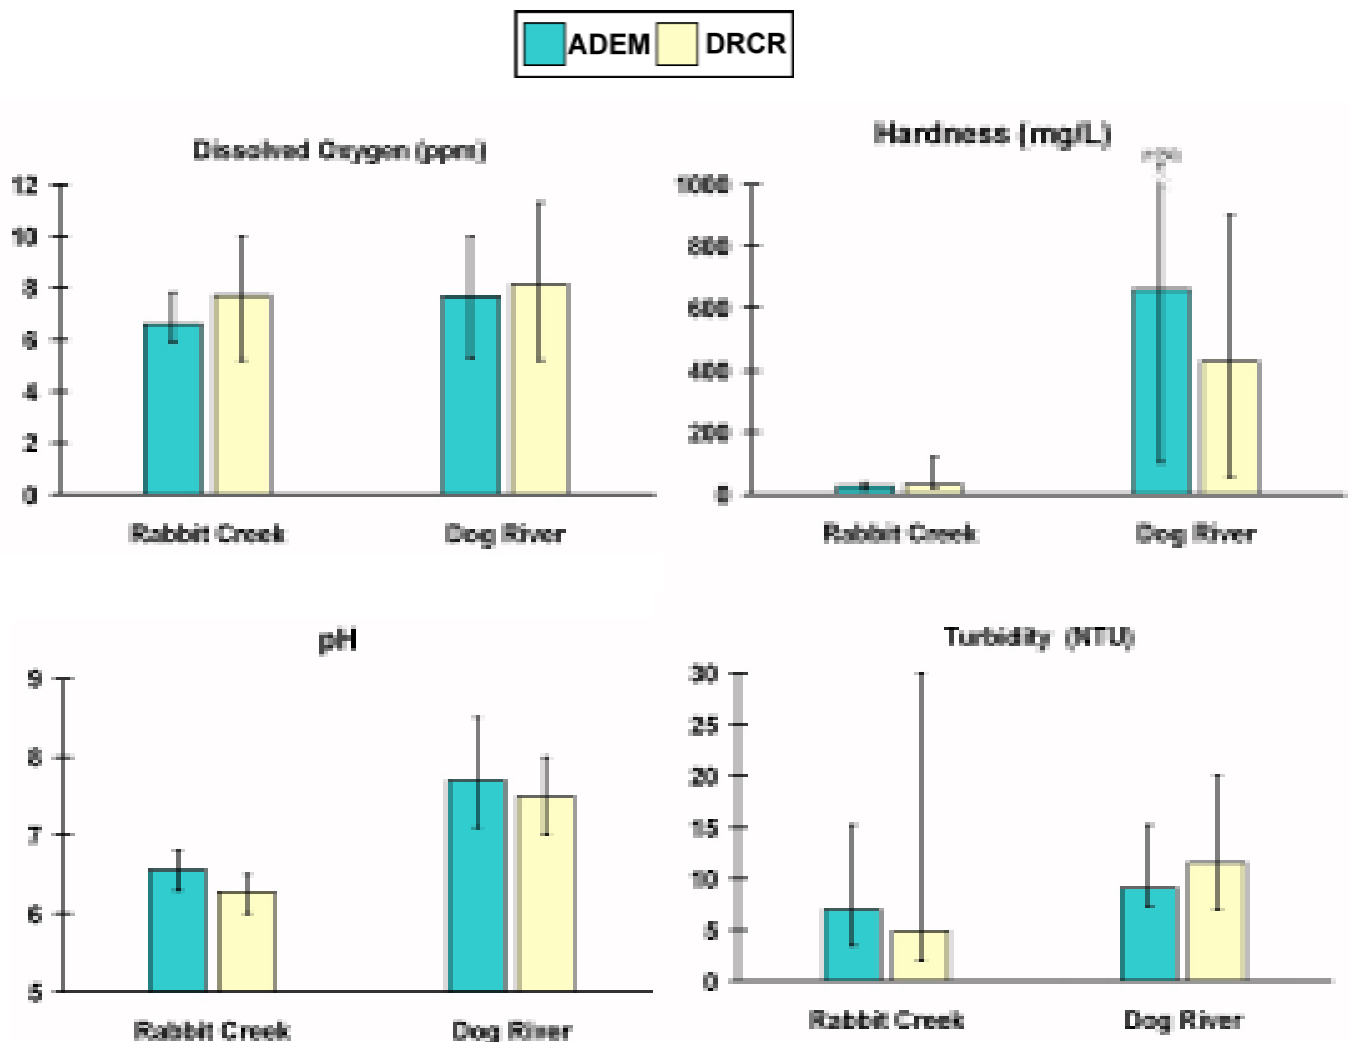 ADEM DRCR
Dissolved Oxygen (ppm)
12
10
8
6
4
2
0
Rabbit Creek Dog River
Hardness (mg/L)
1000
800
600
400
200
0
Rabbit Creek Dog River
pH
9
8
7
6
5
Rabbit Creek Dog River
Turbidity (NTU)
30
25
20
15
10
5
0
Rabbit Creek Dog River